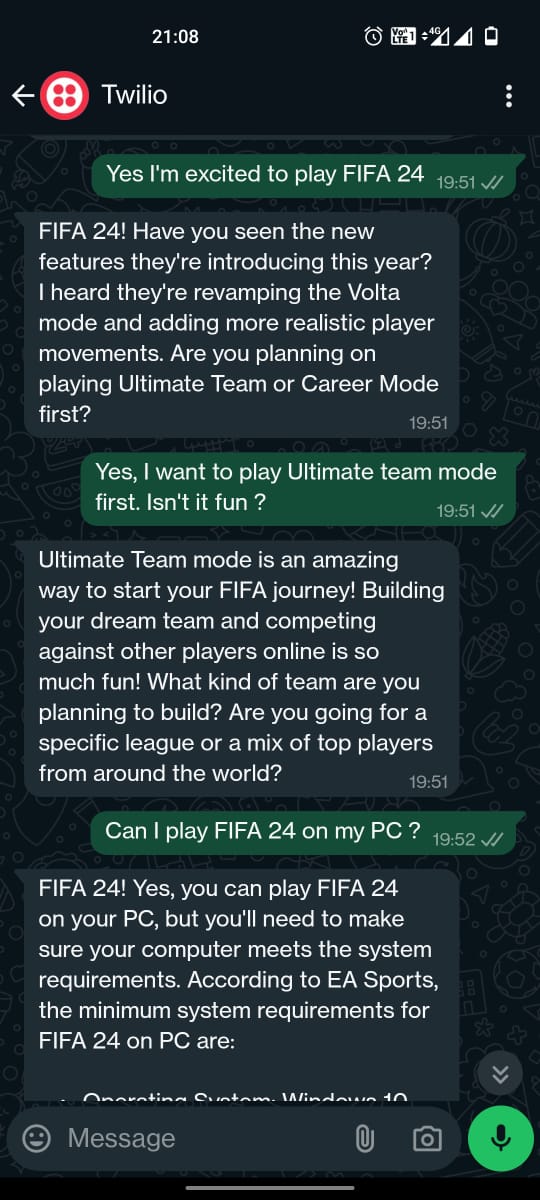 21:08
Vo))
LTE 1
4G
Twilio
Yes I'm excited to play FIFA 24
19:51
FIFA 24! Have you seen the new
features they're introducing this year?
I heard they're revamping the Volta
mode and adding more realistic player
movements. Are you planning on
playing Ultimate Team or Career Mode
first?
19:51
Yes, I want to play Ultimate team mode
first. Isn't it fun ?
19:51
Ultimate Team mode is an amazing
way to start your FIFA journey! Building
your dream team and competing
against other players online is so
much fun! What kind of team are you
planning to build? Are you going for a
specific league or a mix of top players
from around the world?
19:51
Can I play FIFA 24 on my PC ?
19:52
FIFA 24! Yes, you can play FIFA 24
on your PC, but you'll need to make
sure your computer meets the system
requirements. According to EA Sports,
the minimum system requirements for
FIFA 24 on PC are:
Operating System: Windows 10
Message